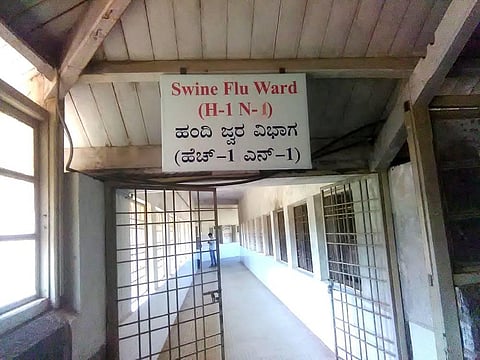 Swine Flu Ward
(H-1 N-1)
ಹಂದಿ ಜ್ವರ ವಿಭಾಗ
(ಹೆಚ್-1 ಎನ್-1)